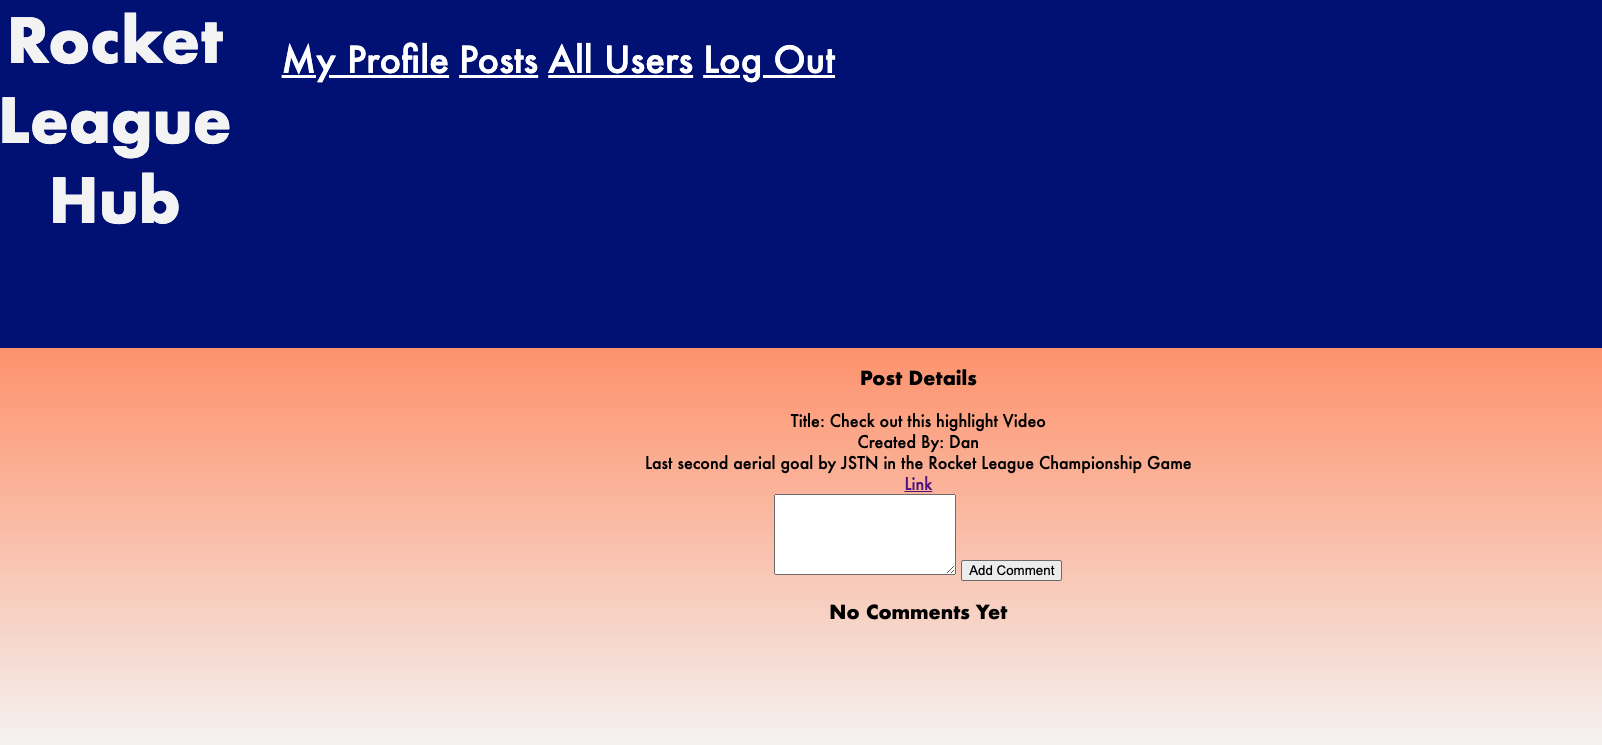 Rocket
League
Hub
My Profile Posts All Users Log Out
Post Details
Title: Check out this highlight Video
Created By: Dan
Last second aerial goal by JSTN in the Rocket League Championship Game
Link
Add Comment
No Comments Yet